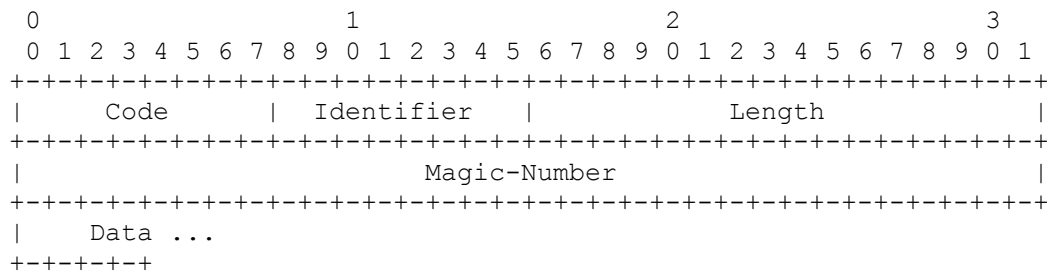 0                   1                   2                   3
 0 1 2 3 4 5 6 7 8 9 0 1 2 3 4 5 6 7 8 9 0 1 2 3 4 5 6 7 8 9 0 1
+-+-+-+-+-+-+-+-+-+-+-+-+-+-+-+-+-+-+-+-+-+-+-+-+-+-+-+-+-+-+-+-+
|     Code      |  Identifier   |            Length             |
+-+-+-+-+-+-+-+-+-+-+-+-+-+-+-+-+-+-+-+-+-+-+-+-+-+-+-+-+-+-+-+-+
|                         Magic-Number                          |
+-+-+-+-+-+-+-+-+-+-+-+-+-+-+-+-+-+-+-+-+-+-+-+-+-+-+-+-+-+-+-+-+
|    Data ...
+-+-+-+-+